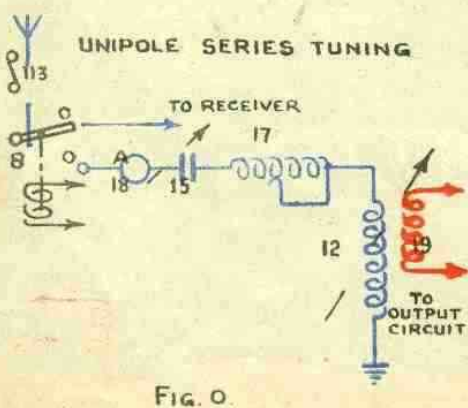 UNIPOLE SERIES TUNING
113
TO RECEIVER
17
8
A
18
15
12
19
TO
OUTPUT
CIRCUIT
FIG. O.